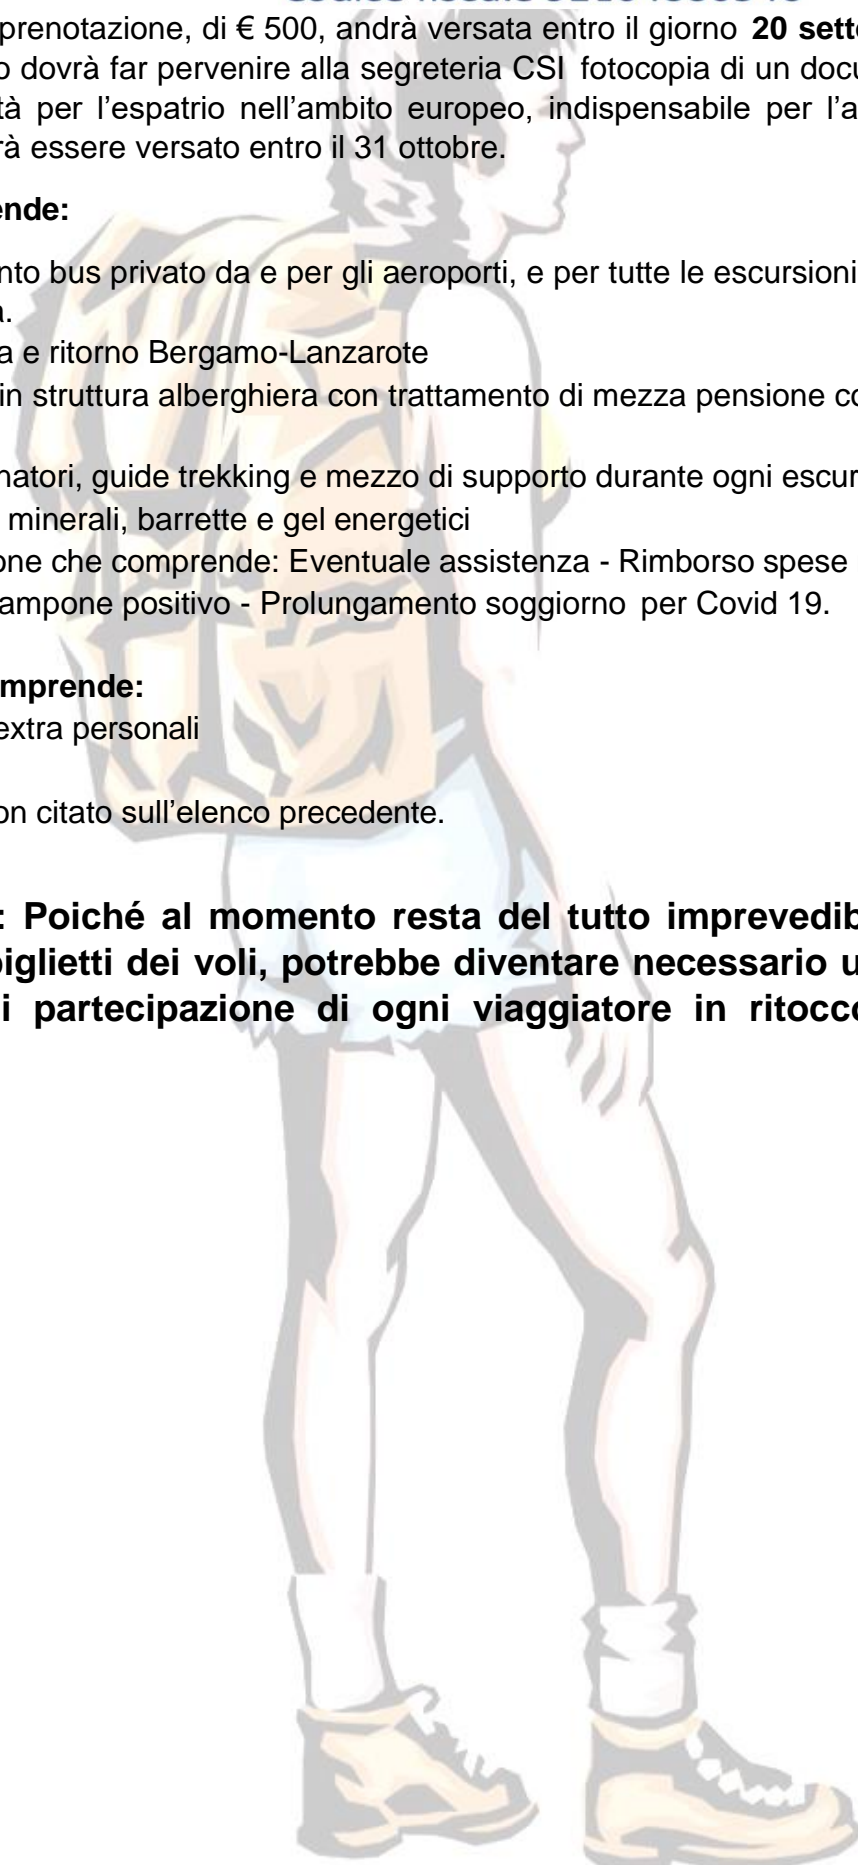 prenotazione, di € 500, andrà versata entro il giorno 20 sett
o dovrà far pervenire alla segreteria CSI fotocopia di un docu
tà per l'espatrio nell'ambito europeo, indispensabile per l'a
rà essere versato entro il 31 ottobre.
ende:
nto bus privato da e per gli aeroporti, e per tutte le escursioni
a.
a e ritorno Bergamo-Lanzarote
in struttura alberghiera con trattamento di mezza pensione co
natori, guide trekking e mezzo di supporto durante ogni escur
minerali, barrette e gel energetici
one che comprende: Eventuale assistenza - Rimborso spese
ampone positivo - Prolungamento soggiorno per Covid 19.
mprende:
extra personali
on citato sull'elenco precedente.
: Poiché al momento resta del tutto imprevedib
biglietti dei voli, potrebbe diventare necessario u
i partecipazione di ogni viaggiatore in ritocco